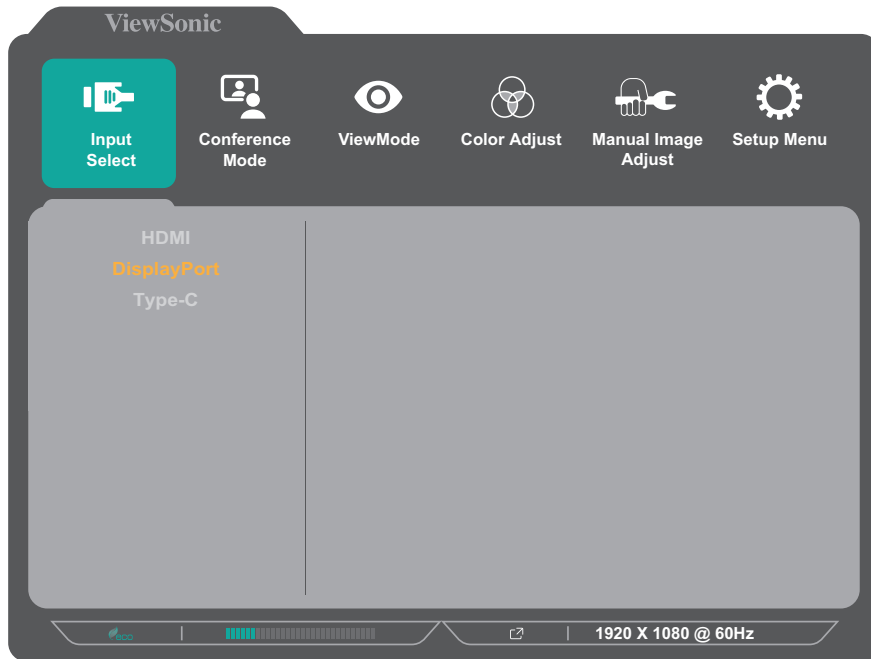 ViewSonic
Input
Select
Conference
Mode
ViewMode
Color Adjust
Manual Image
Adjust
Setup Menu
HDMI
DisplayPort
Type-C
eco
1920 X 1080 @ 60Hz